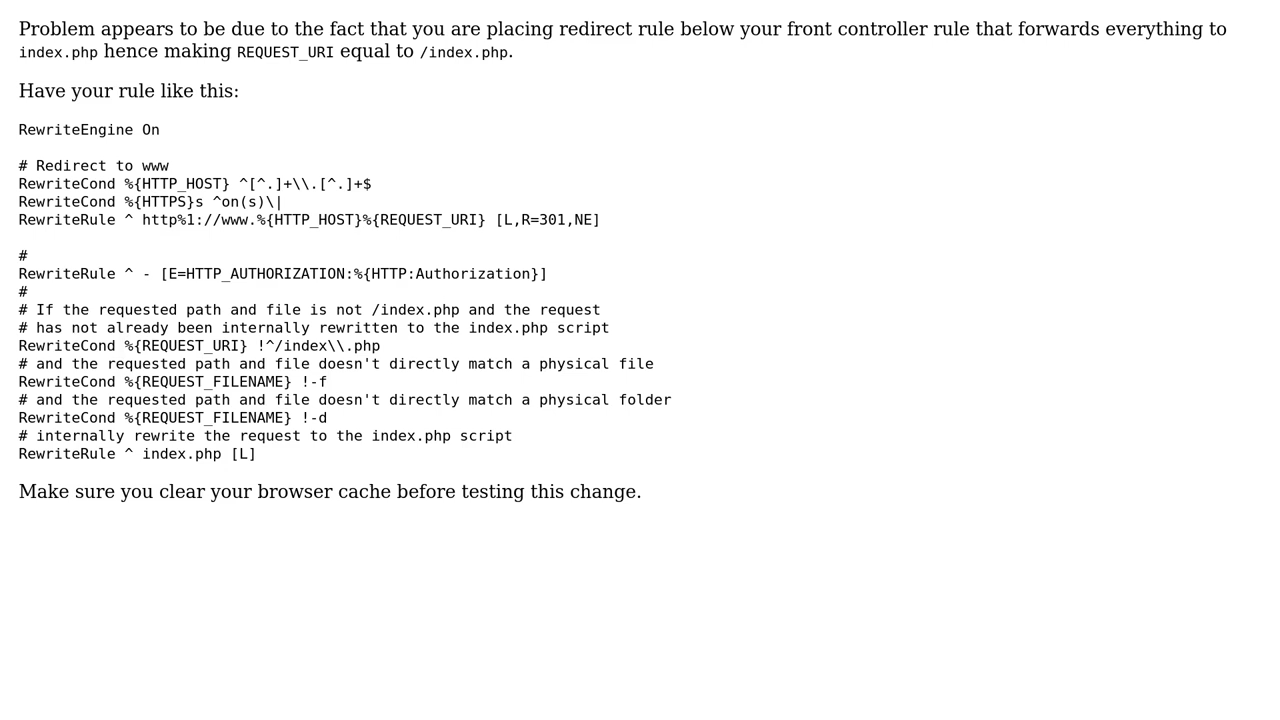 Problem appears to be due to the fact that you are placing redirect rule below your front controller rule that forwards everything to
index.php hence making REQUEST_URI equal to /index.php.
Have your rule like this:
RewriteEngine On
# Redirect to www
RewriteCond %{HTTP_HOST} ^[^.]+\\.[^.]+$
RewriteCond %{HTTPS}s ^on(s)\|
RewriteRule ^ http%1://www.%{HTTP_HOST}%{REQUEST_URI} [L,R=301,NE]
#
RewriteRule ^ - [E=HTTP_AUTHORIZATION:%{HTTP:Authorization}]
#
# If the requested path and file is not /index.php and the request
# has not already been internally rewritten to the index.php script
RewriteCond %{REQUEST_URI} !^/index\\.php
# and the requested path and file doesn't directly match a physical file
RewriteCond %{REQUEST_FILENAME} !-f
# and the requested path and file doesn't directly match a physical folder
RewriteCond %{REQUEST_FILENAME} !-d
# internally rewrite the request to the index.php script
RewriteRule ^ index.php [L]
Make sure you clear your browser cache before testing this change.